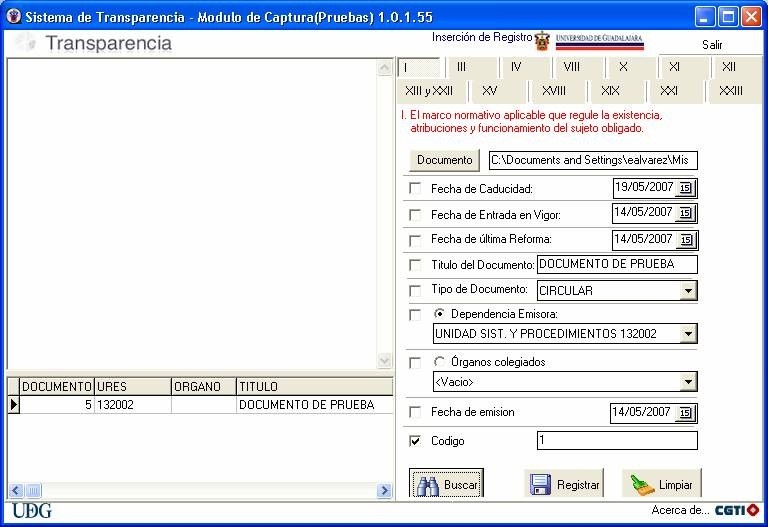 Sistema de Transparencia - Modulo de Captura(Pruebas) 1.0.1.55
Transparencia
Inserción de Registro
UNIVERSIDAD DE GUADALAJARA
Salir
I III IV VIII X XI XII
XIII y XXII XV XVIII XIX XXI XXIII
I. El marco normativo aplicable que regule la existencia,
atribuciones y funcionamiento del sujeto obligado.
Documento C:\Documents and Settings\ealvarez\Mis
Fecha de Caducidad: 19/05/2007 15
Fecha de Entrada en Vigor: 14/05/2007 15
Fecha de última Reforma: 14/05/2007 15
Titulo del Documento: DOCUMENTO DE PRUEBA
Tipo de Documento: CIRCULAR
Dependencia Emisora:
UNIDAD SIST. Y PROCEDIMIENTOS 132002
Órganos colegiados
<Vacio>
Fecha de emision 14/05/2007 15
Codigo 1
Buscar Registrar Limpiar
DOCUMENTO URES ORGANO TITULO
5 132002 DOCUMENTO DE PRUEBA
UDG
Acerca de... CGTI